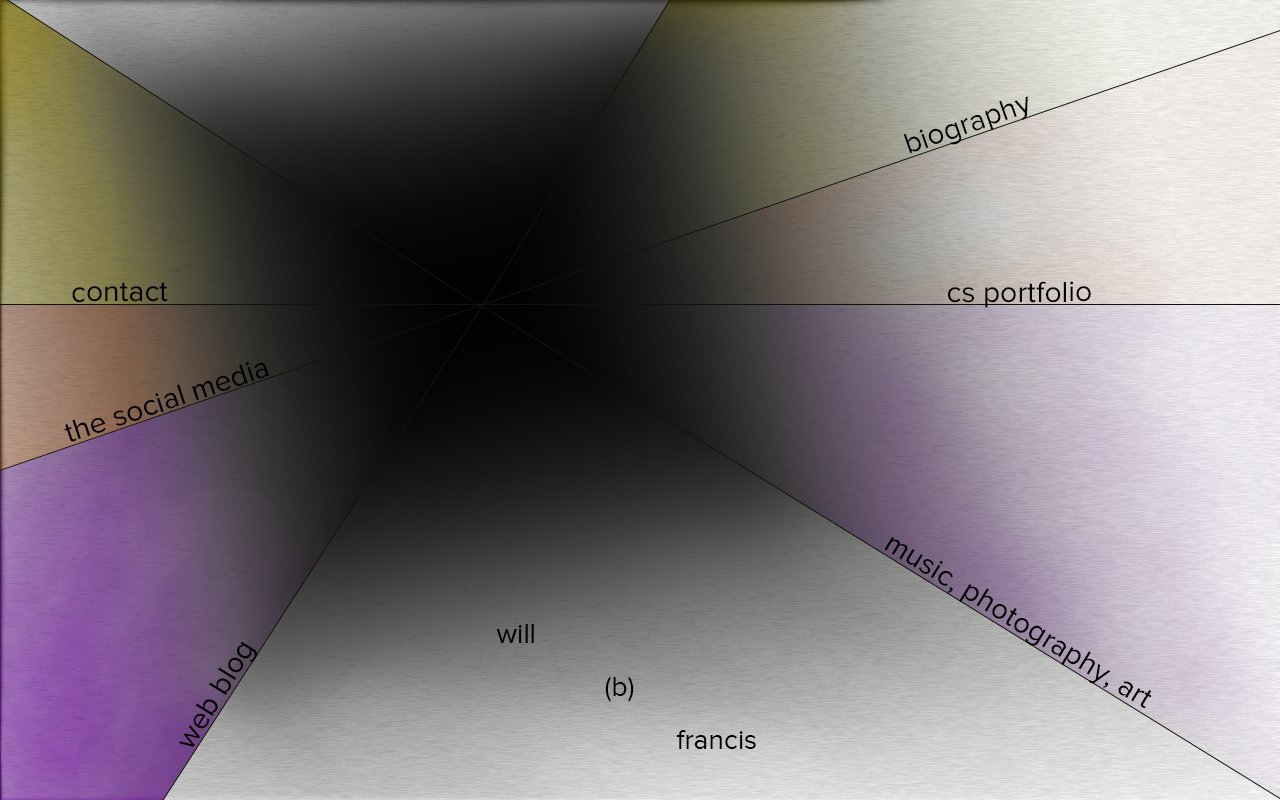 biography
contact
cs portfolio
the social media
music, photography, art
web blog
will
(b)
francis